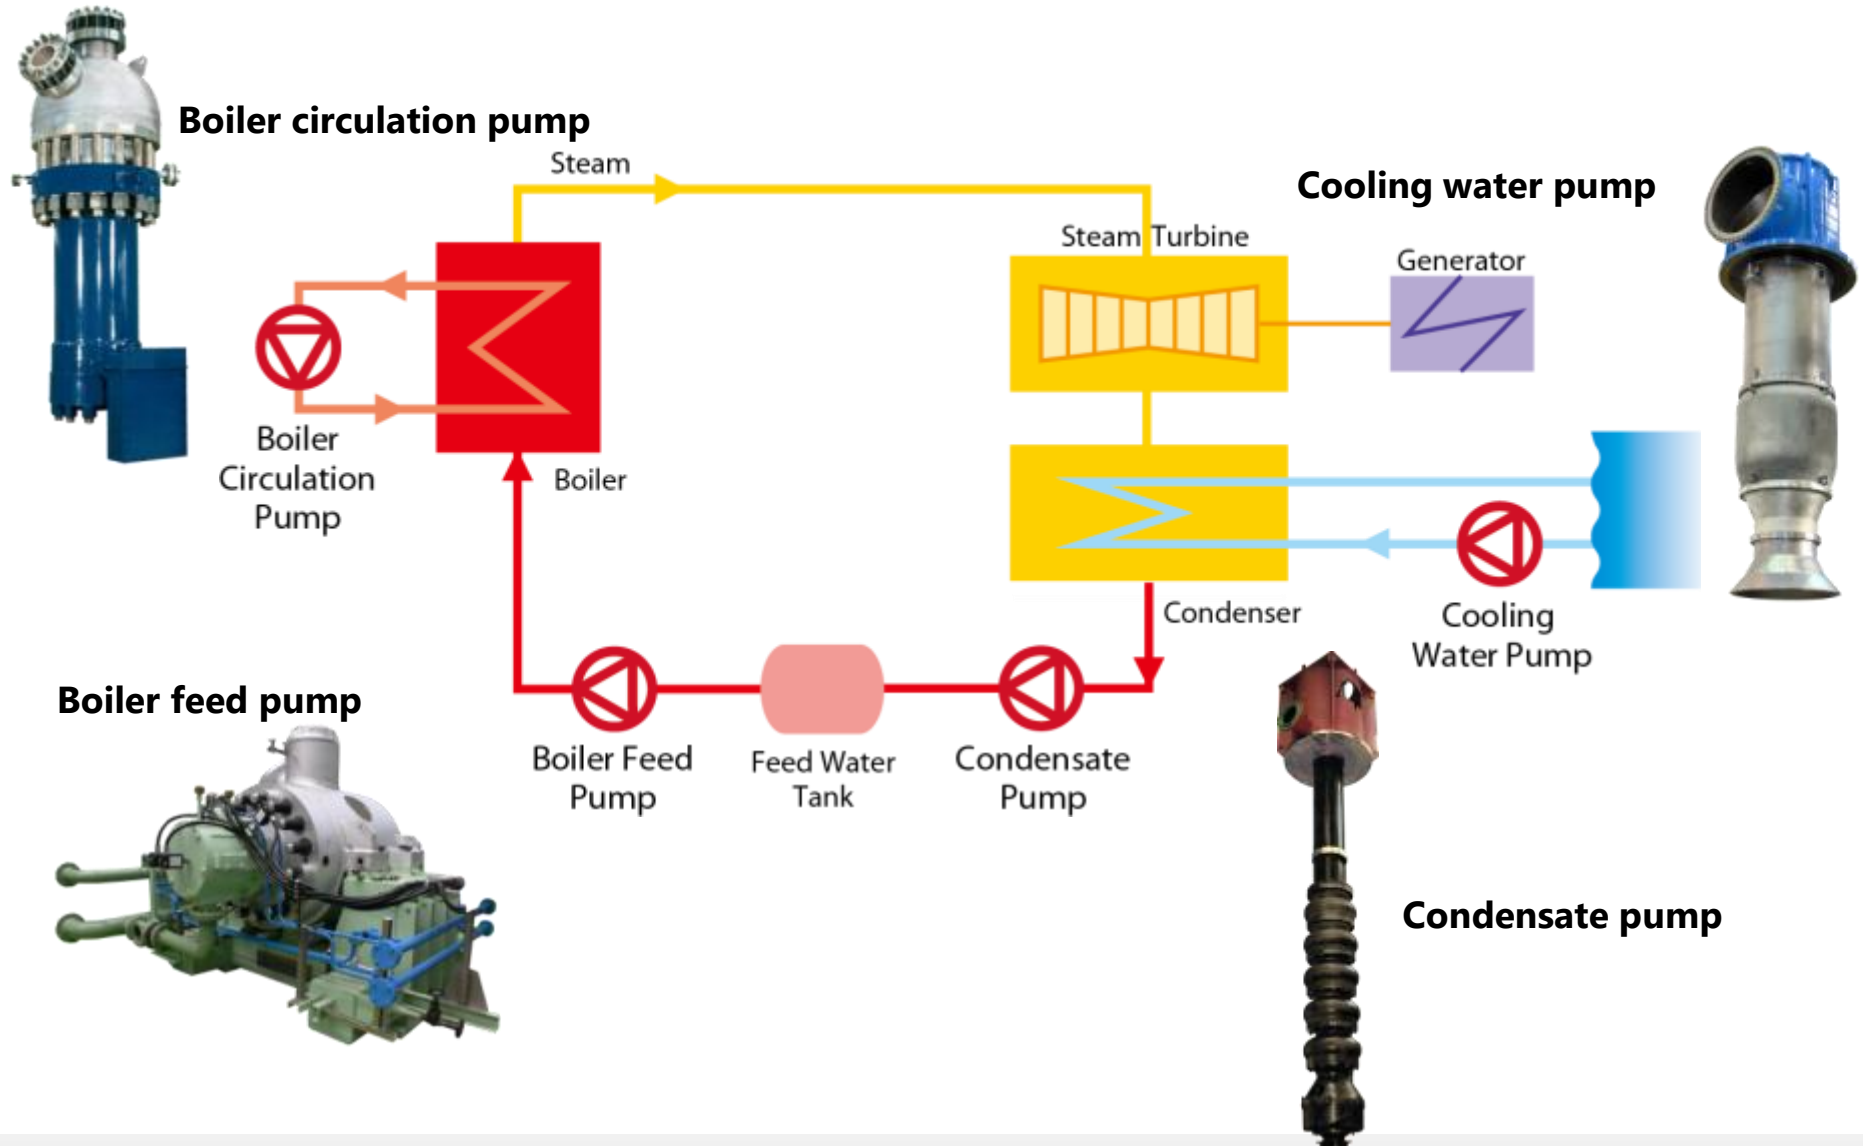 Boiler circulation pump
Steam
Cooling water pump
Steam Turbine
Generator
Boiler
Circulation
Pump
Boiler
Condenser
Cooling
Water Pump
Boiler feed pump
Boiler Feed
Pump
Feed Water
Tank
Condensate
Pump
Condensate pump